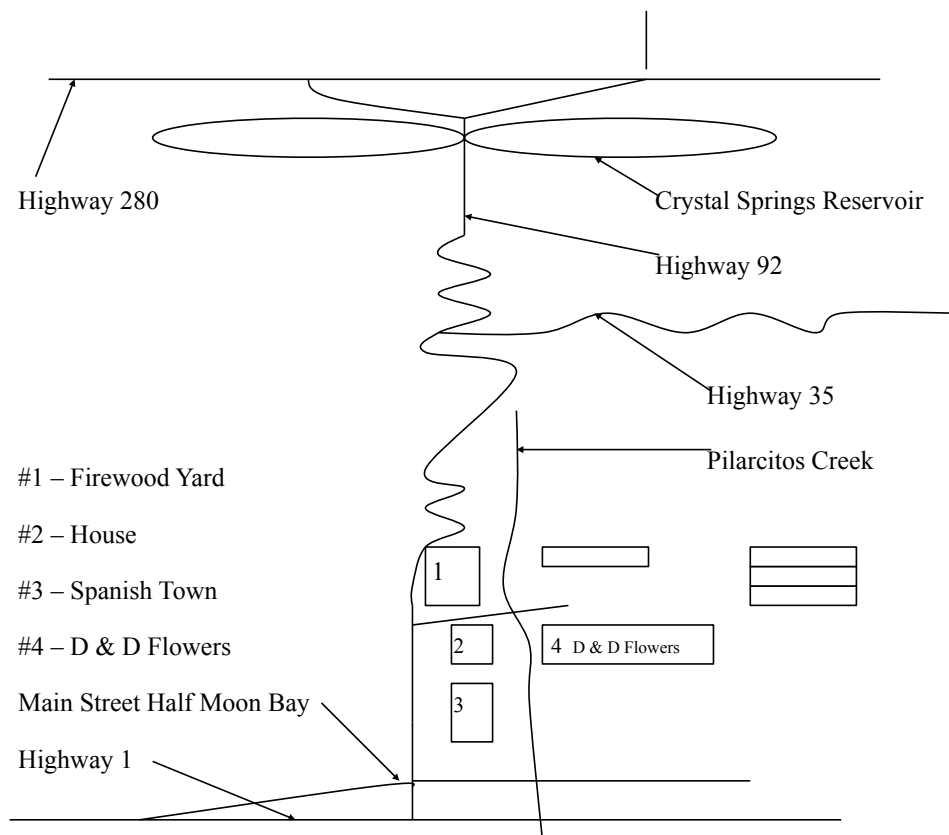 Highway 280
Crystal Springs Reservoir
Highway 92
Highway 35
Pilarcitos Creek
#1 – Firewood Yard
#2 – House
#3 – Spanish Town
#4 – D & D Flowers
Main Street Half Moon Bay
Highway 1
1
2
4 D & D Flowers
3